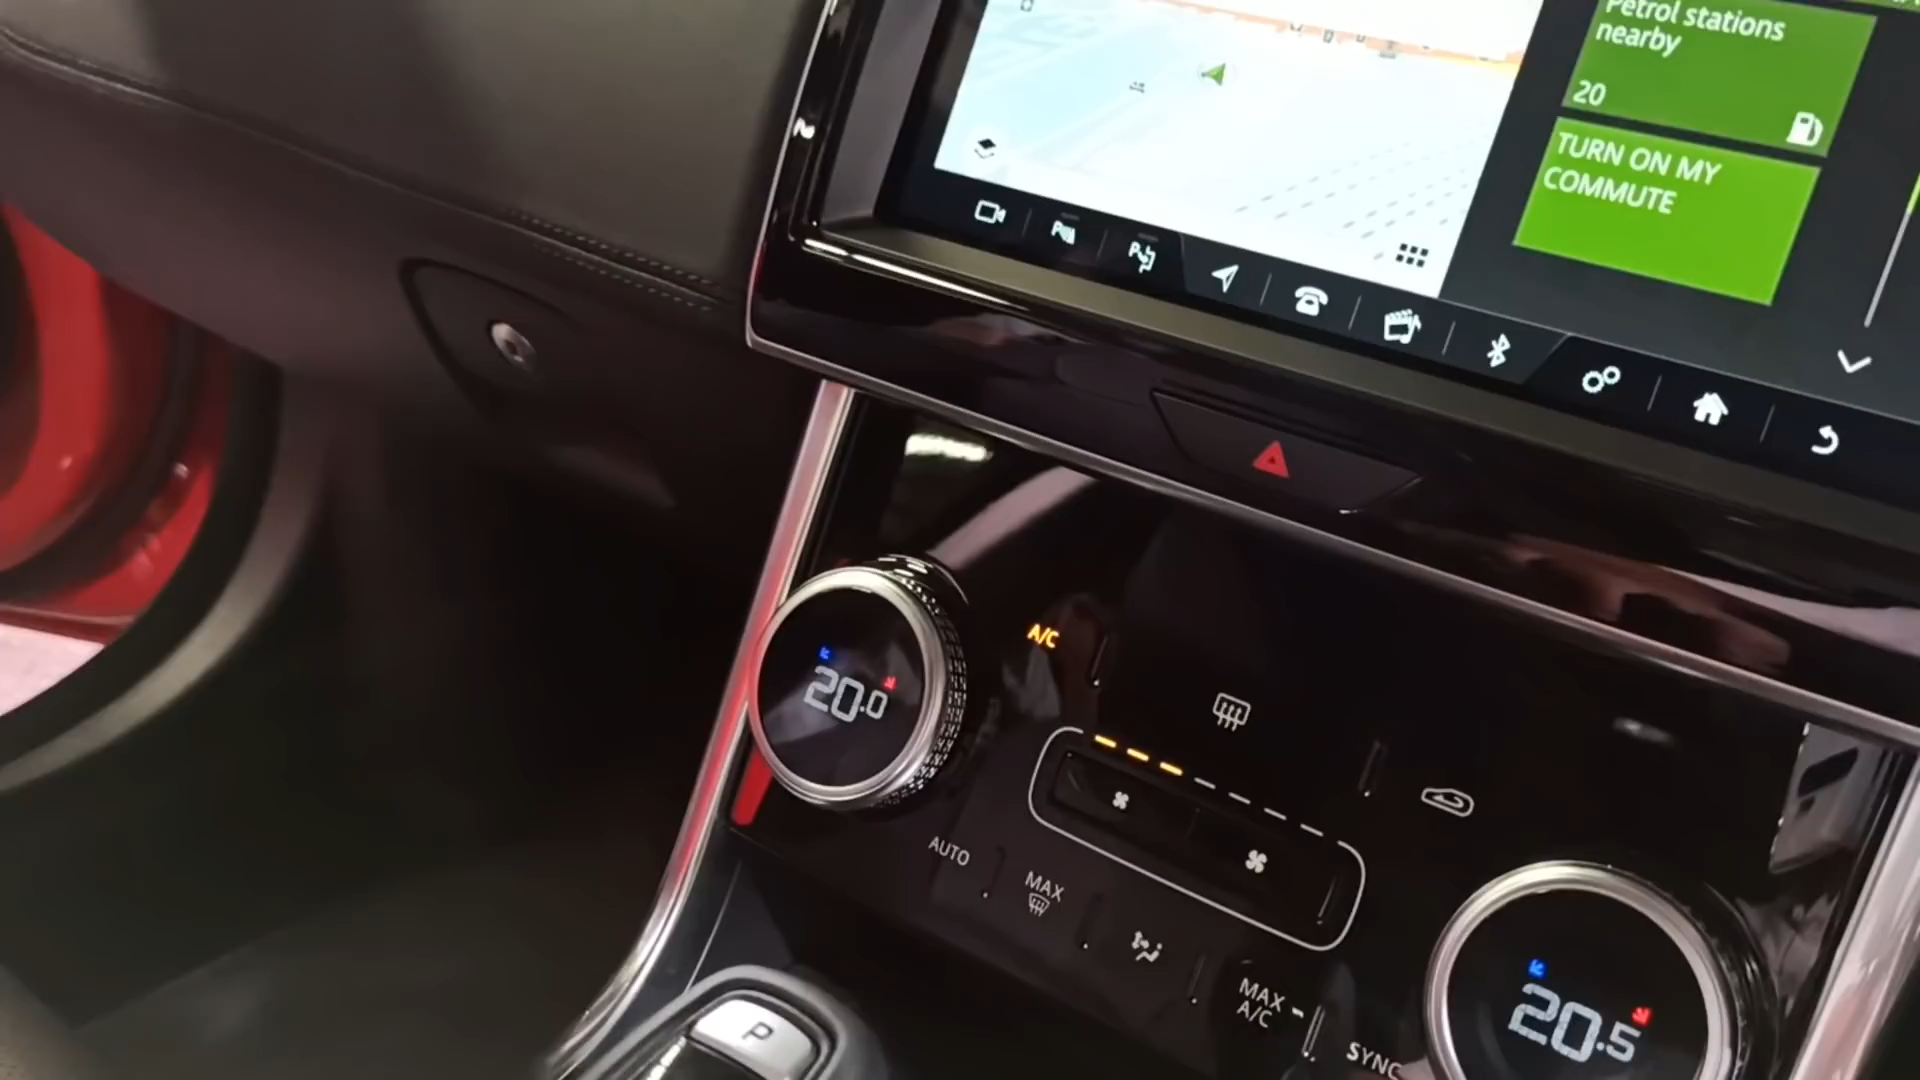 Petrol stations
nearby
20
TURN ON MY
COMMUTE
P
P
A/C
20.0
AUTO
MAX
MAX
A/C
SYNC
20.5
P